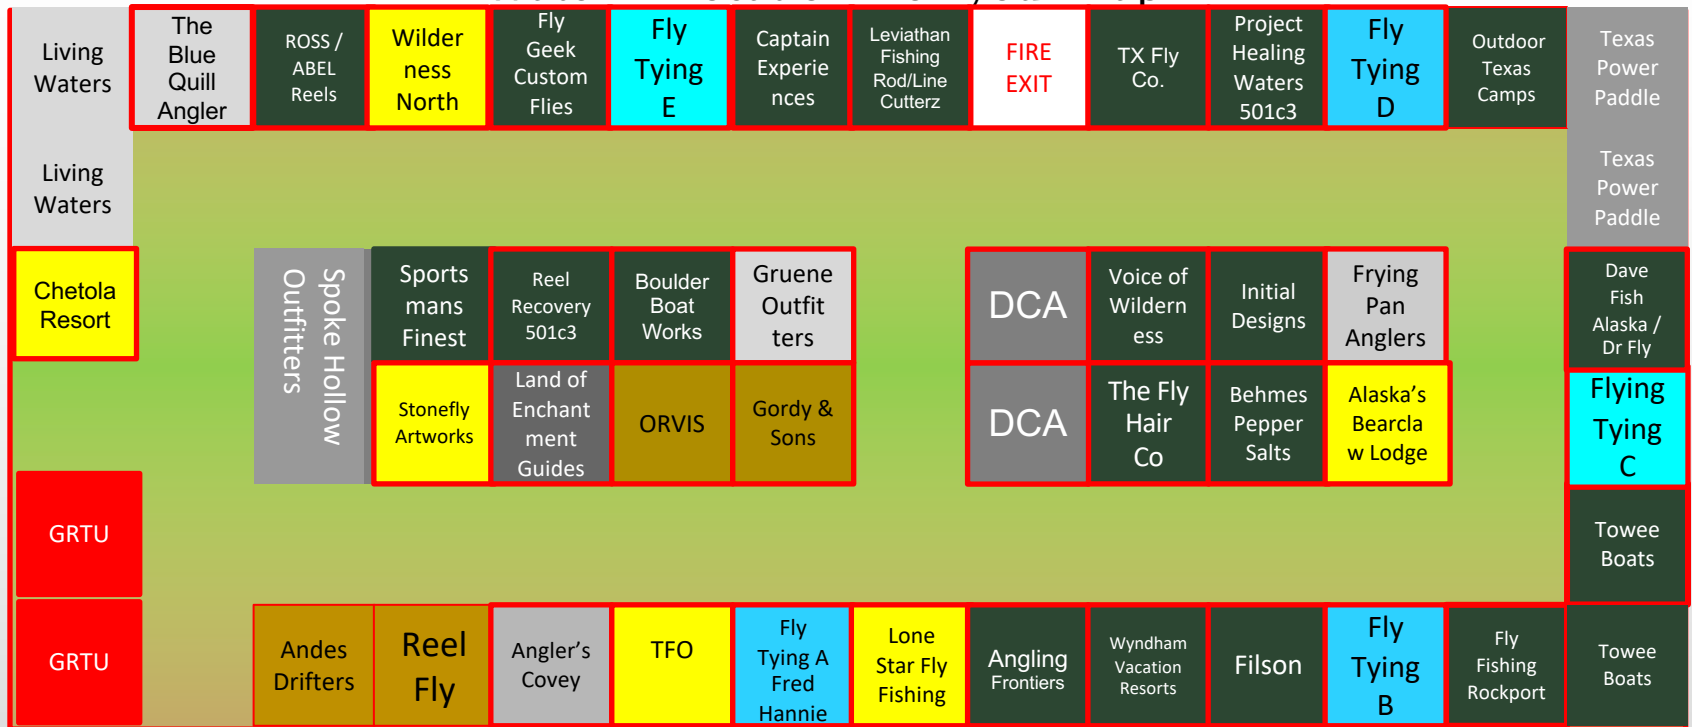 Living
Waters
The
Blue
Quill
Angler
ROSS /
ABEL
Reels
Wilder
ness
North
Fly
Geek
Custom
Flies
Fly
Tying
E
Captain
Experie
nces
Leviathan
Fishing
Rod/Line
Cutterz
FIRE
EXIT
TX Fly
Co.
Project
Healing
Waters
501c3
Fly
Tying
D
Outdoor
Texas
Camps
Texas
Power
Paddle
Living
Waters
Texas
Power
Paddle
Chetola
Resort
Spoke Hollow
Outfitters
Sports
mans
Finest
Reel
Recovery
501c3
Boulder
Boat
Works
Gruene
Outfit
ters
DCA
Voice of
Wildern
ess
Initial
Designs
Frying
Pan
Anglers
Dave
Fish
Alaska /
Dr Fly
Stonefly
Artworks
Land of
Enchant
ment
Guides
ORVIS
Gordy &
Sons
DCA
The Fly
Hair
Co
Behmes
Pepper
Salts
Alaska’s
Bearcla
w Lodge
Flying
Tying
C
GRTU
Towee
Boats
GRTU
Andes
Drifters
Reel
Fly
Angler’s
Covey
TFO
Fly
Tying A
Fred
Hannie
Lone
Star Fly
Fishing
Angling
Frontiers
Wyndham
Vacation
Resorts
Filson
Fly
Tying
B
Fly
Fishing
Rockport
Towee
Boats